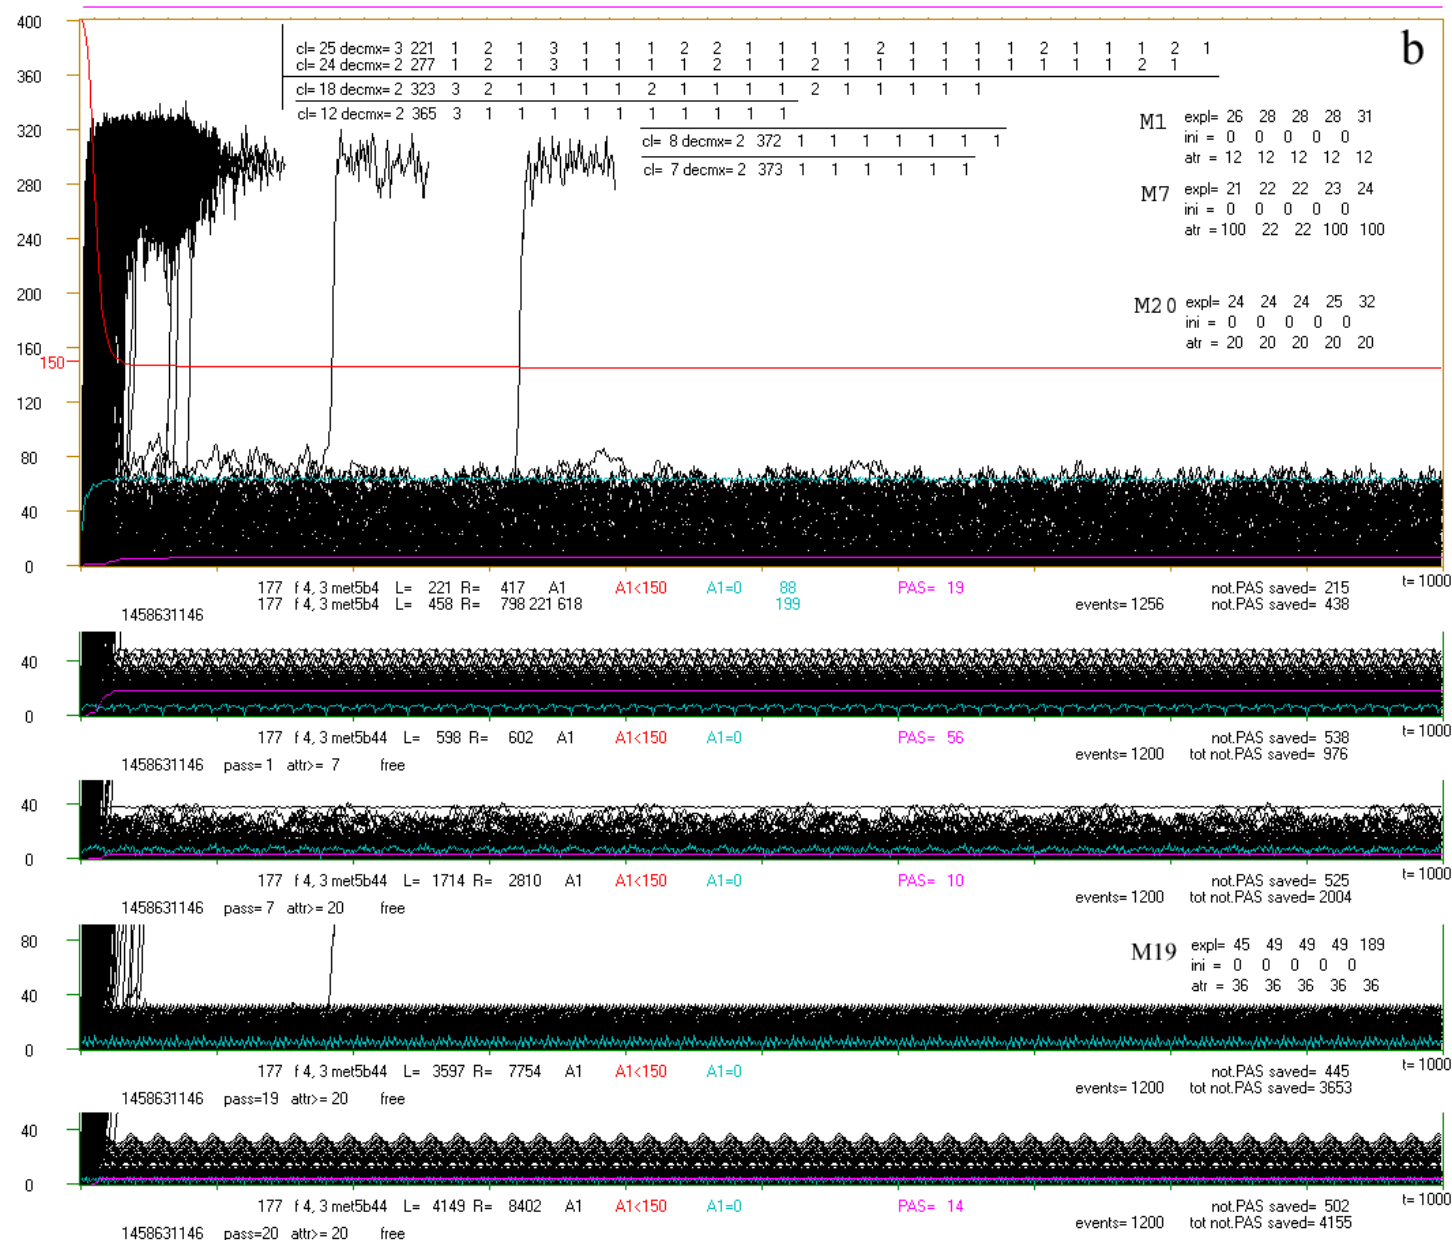 b
400
360
320
280
240
200
160
150
120
80
40
0
cl= 25 decmx= 3 221 1 2 1 3 1 1 1 2 2 1 1 1 1 2 1 1 1 1 2 1 1 1 2 1
cl= 24 decmx= 2 277 1 2 1 3 1 1 1 1 2 1 1 2 1 1 1 1 1 1 1 1 1 2 1
cl= 18 decmx= 2 323 3 2 1 1 1 1 2 1 1 1 1 2 1 1 1 1 1
cl= 12 decmx= 2 365 3 1 1 1 1 1 1 1 1 1 1
cl= 8 decmx= 2 372 1 1 1 1 1 1 1
cl= 7 decmx= 2 373 1 1 1 1 1 1
M1 expl= 26 28 28 28 31
ini = 0 0 0 0 0
atr = 12 12 12 12 12
M7 expl= 21 22 22 23 24
ini = 0 0 0 0 0
atr = 100 22 22 100 100
M20 expl= 24 24 24 25 32
ini = 0 0 0 0 0
atr = 20 20 20 20 20
177 f 4, 3 met5b4 L= 221 R= 417 A1 A1<150 A1=0 88 PAS= 19 not.PAS saved= 215 t= 1000
177 f 4, 3 met5b4 L= 458 R= 798 221 618 199 events= 1256 not.PAS saved= 438
1458631146
40
0
177 f 4, 3 met5b44 L= 598 R= 602 A1 A1<150 A1=0 PAS= 56 not.PAS saved= 538 t= 1000
events= 1200 tot not.PAS saved= 976
1458631146 pass= 1 attr>= 7 free
40
0
177 f 4, 3 met5b44 L= 1714 R= 2810 A1 A1<150 A1=0 PAS= 10 not.PAS saved= 525 t= 1000
events= 1200 tot not.PAS saved= 2004
1458631146 pass= 7 attr>= 20 free
80
40
0
M19 expl= 45 49 49 49 189
ini = 0 0 0 0 0
atr = 36 36 36 36 36
177 f 4, 3 met5b44 L= 3597 R= 7754 A1 A1<150 A1=0 not.PAS saved= 445 t= 1000
events= 1200 tot not.PAS saved= 3653
1458631146 pass=19 attr>= 20 free
40
0
177 f 4, 3 met5b44 L= 4149 R= 8402 A1 A1<150 A1=0 PAS= 14 not.PAS saved= 502 t= 1000
events= 1200 tot not.PAS saved= 4155
1458631146 pass=20 attr>= 20 free